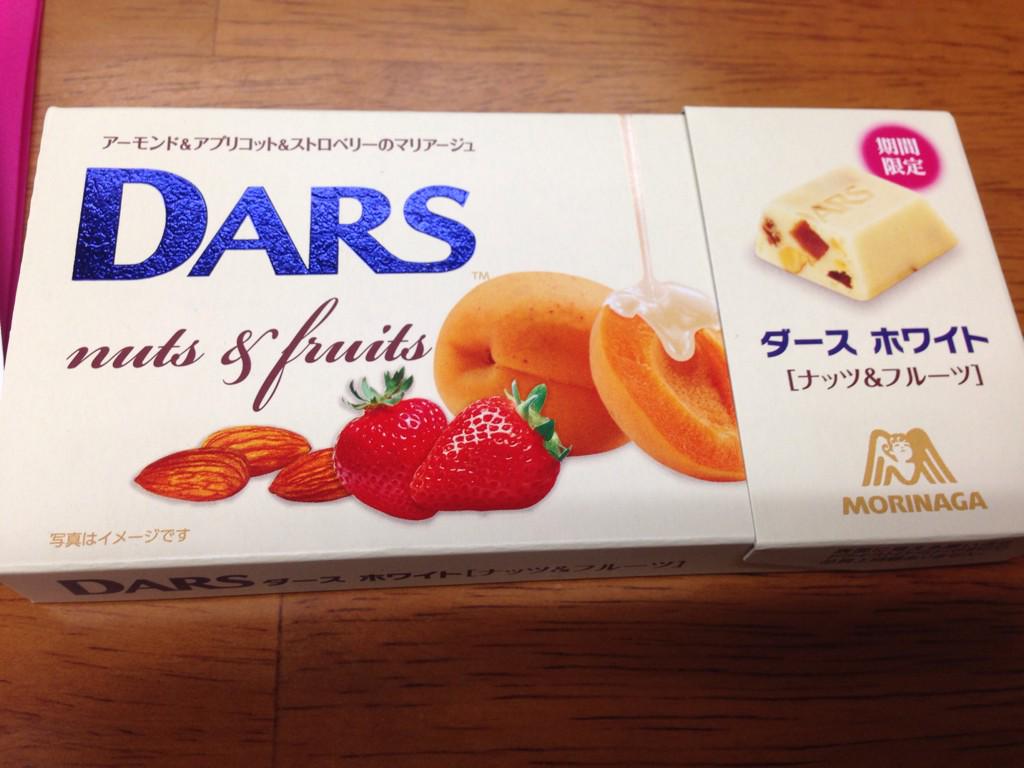 アーモンド&アプリコット&ストロベリーのマリアージュ
DARS
TM
nuts & fruits
写真はイメージです
期間
限定
DARS
ダース ホワイト
[ナッツ&フルーツ]
MORINAGA
DARS ダース ホワイト[ナッツ&フルーツ]